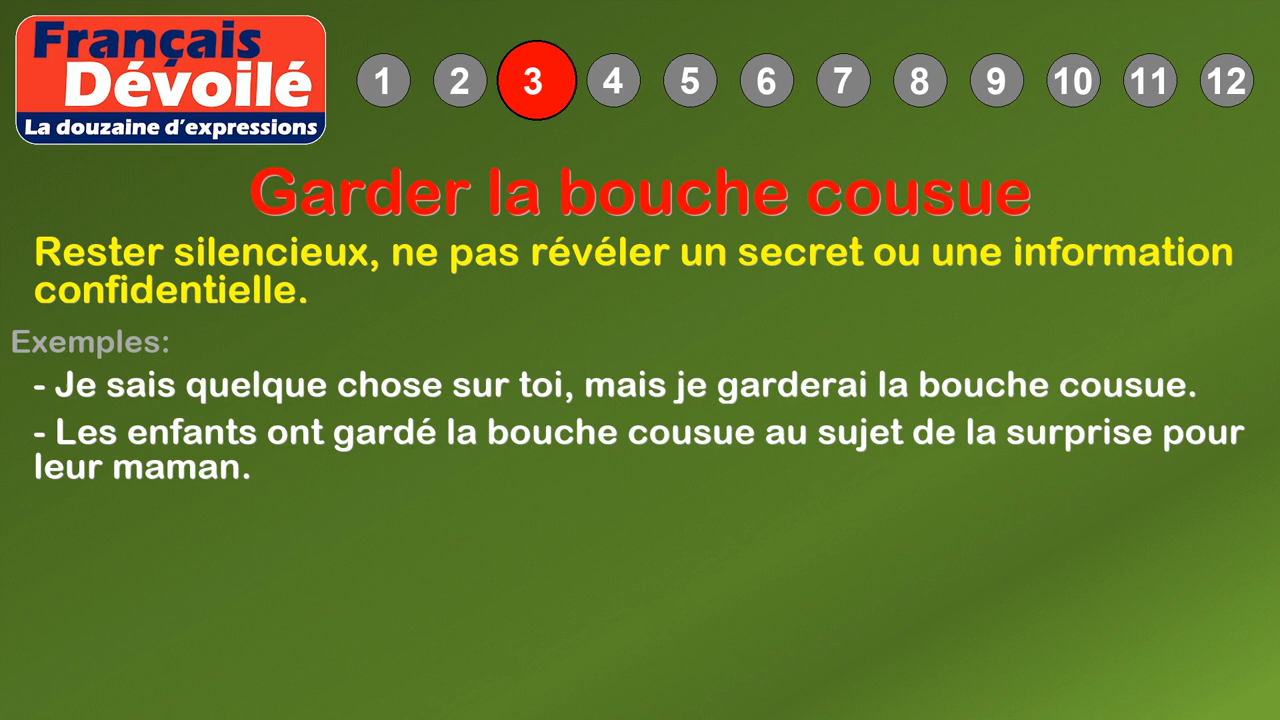 Français
Dévoilé
La douzaine d'expressions
1 2 3 4 5 6 7 8 9 10 11 12
Garder la bouche cousue
Rester silencieux, ne pas révéler un secret ou une information
confidentielle.
Exemples:
- Je sais quelque chose sur toi, mais je garderai la bouche cousue.
- Les enfants ont gardé la bouche cousue au sujet de la surprise pour
leur maman.